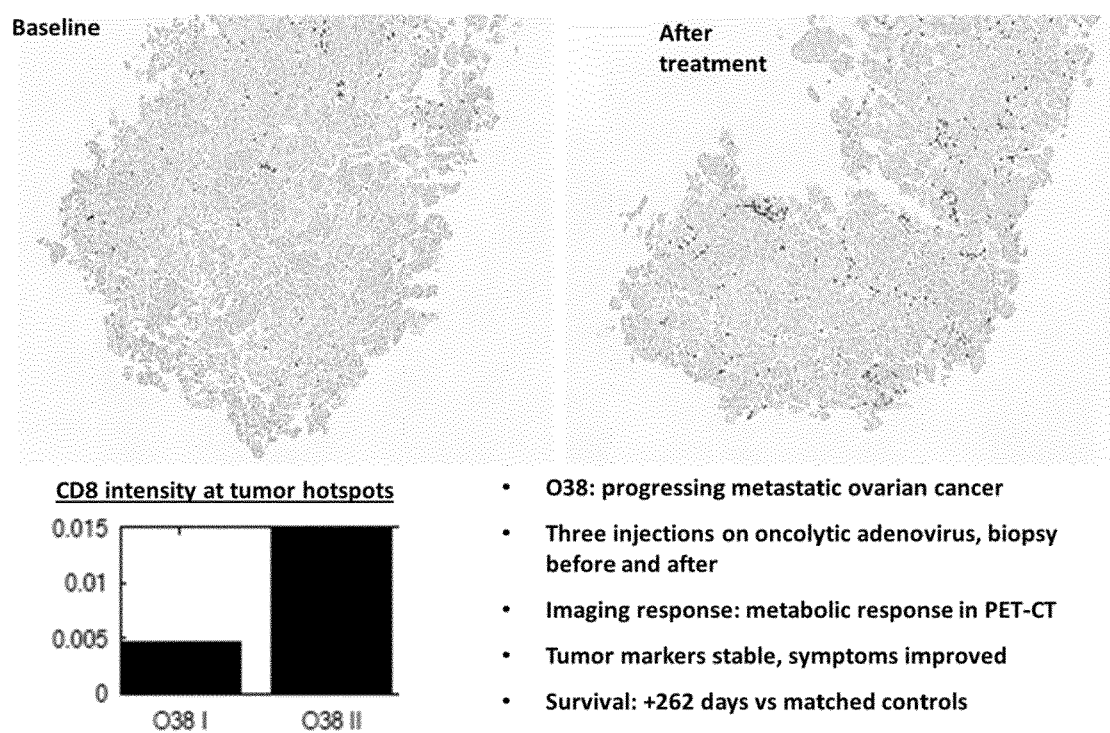 Baseline
After
treatment
CD8 intensity at tumor hotspots
0.015
0.01
0.005
0
O38 I
O38 II
• O38: progressing metastatic ovarian cancer
• Three injections on oncolytic adenovirus, biopsy
before and after
• Imaging response: metabolic response in PET-CT
• Tumor markers stable, symptoms improved
• Survival: +262 days vs matched controls